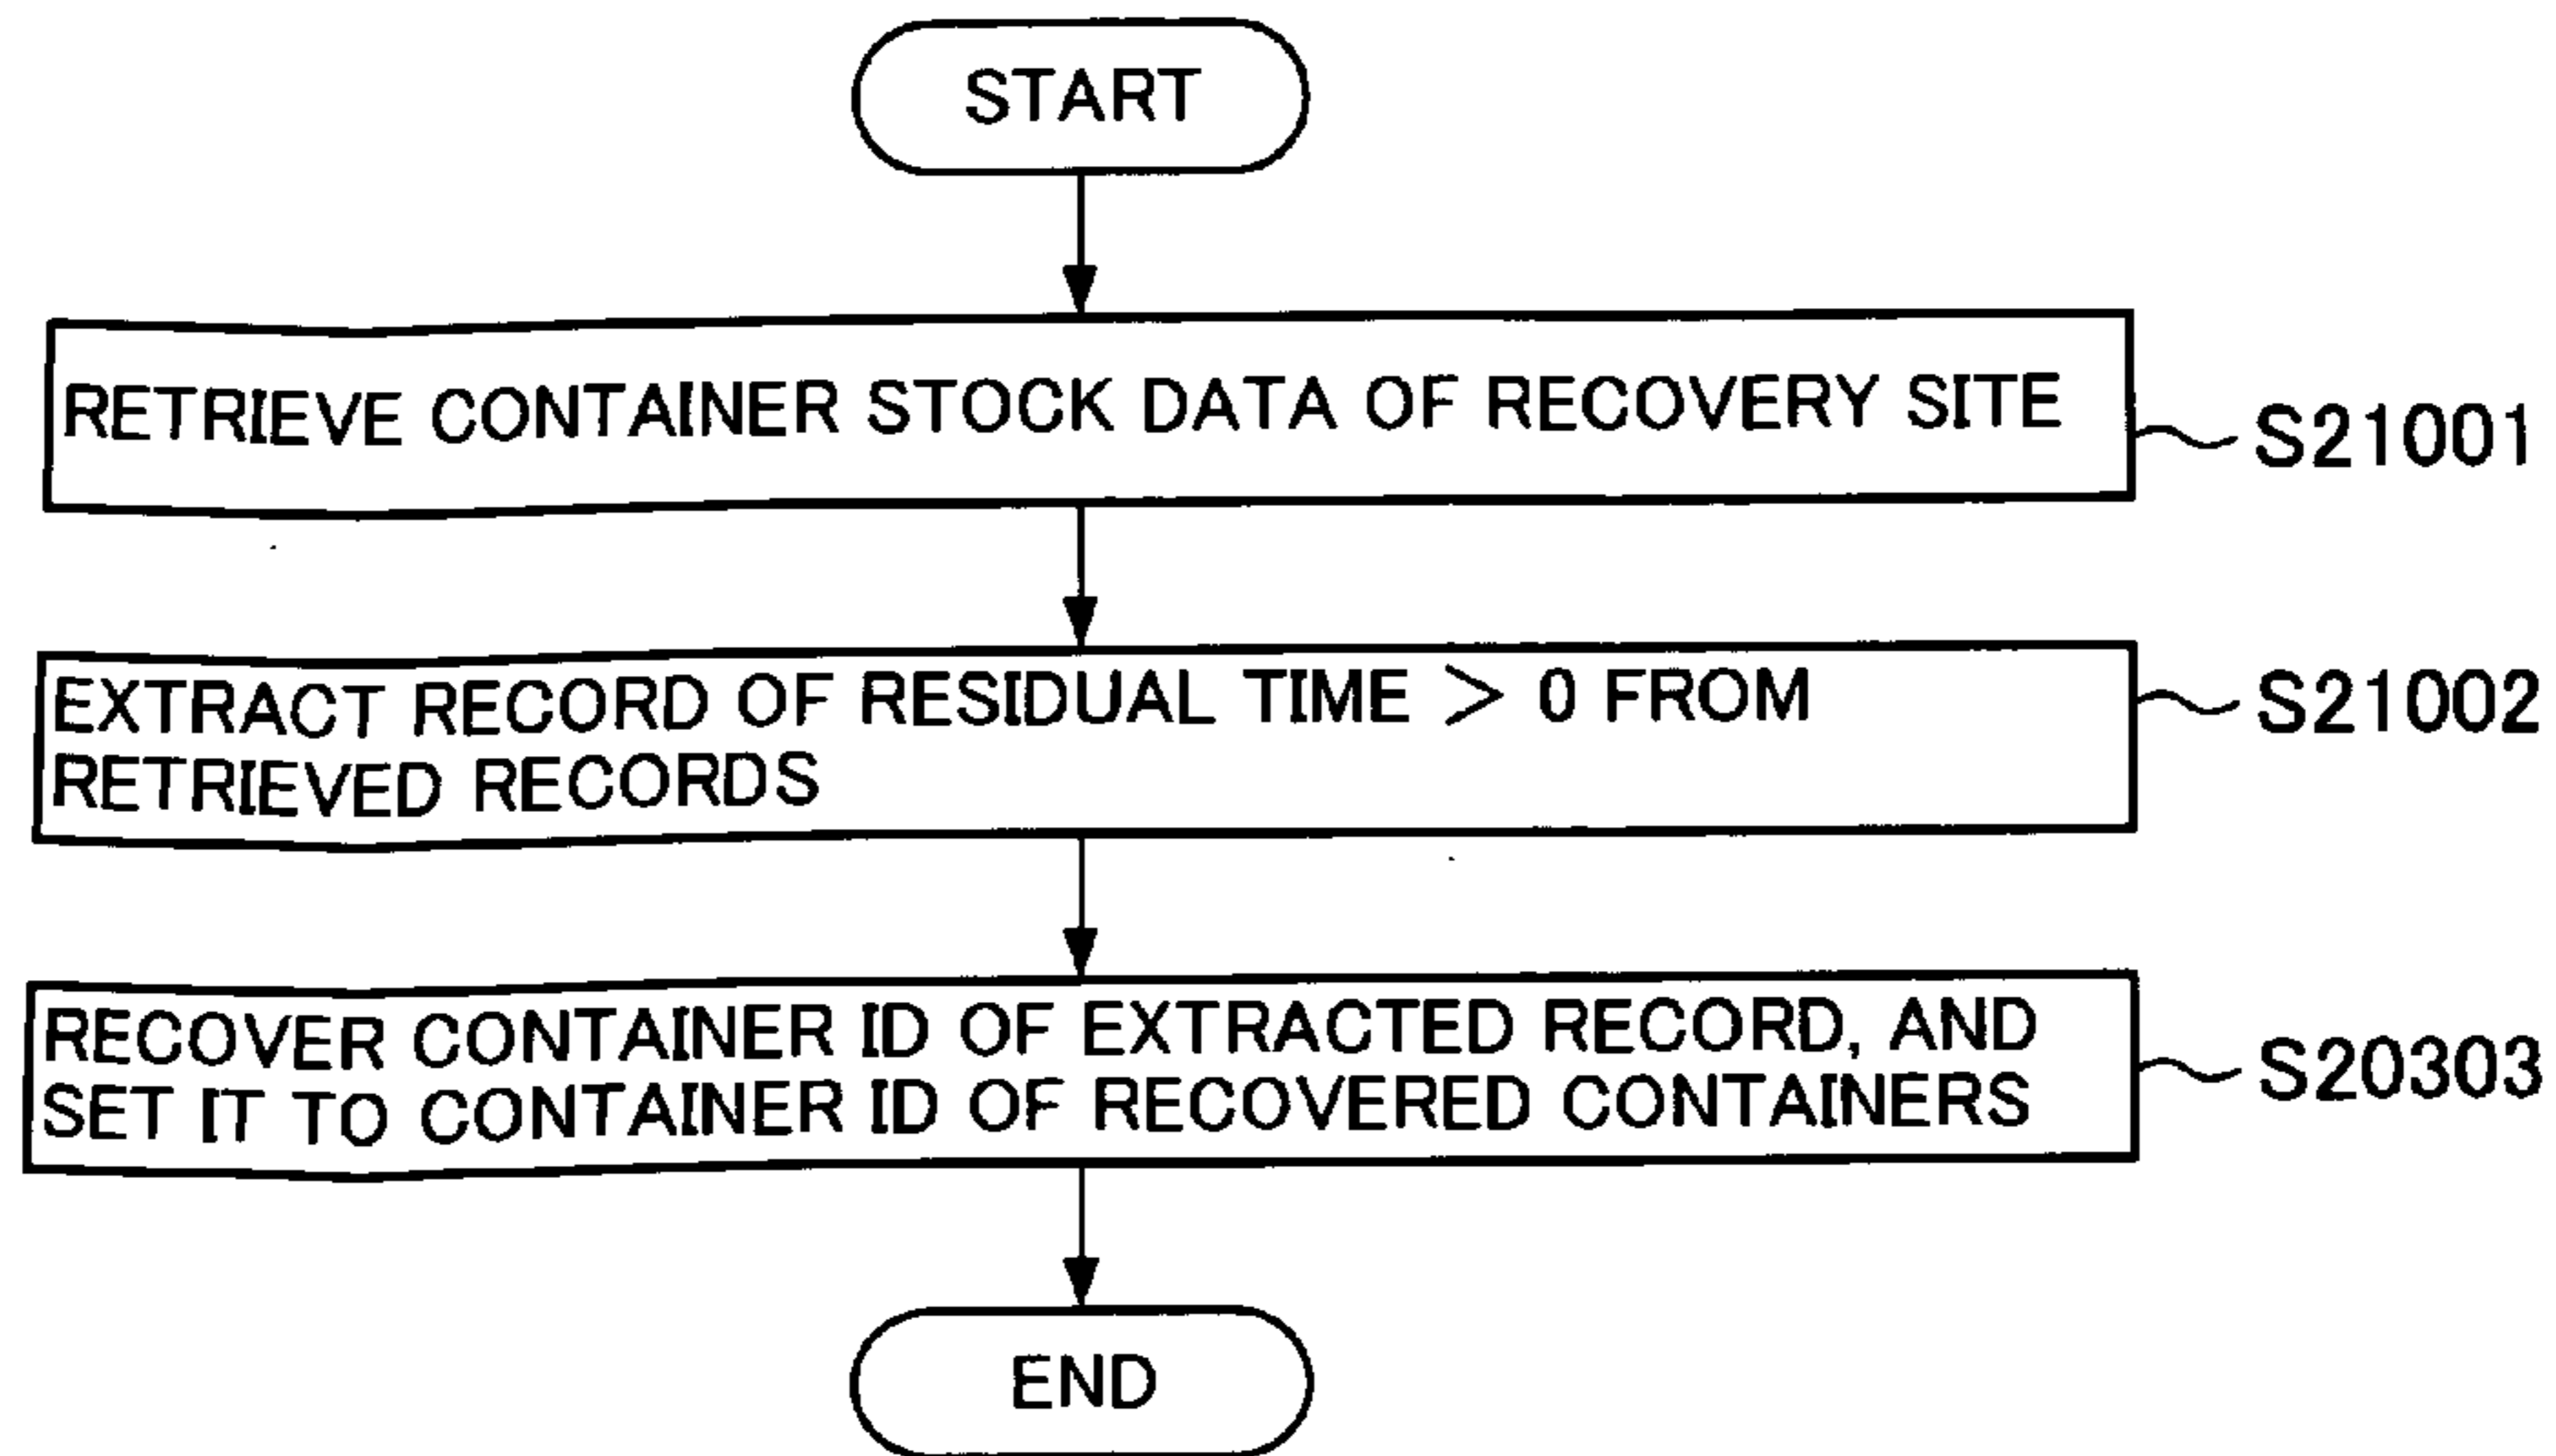 START
RETRIEVE CONTAINER STOCK DATA OF RECOVERY SITE
S21001
EXTRACT RECORD OF RESIDUAL TIME > 0 FROM
RETRIEVED RECORDS
S21002
RECOVER CONTAINER ID OF EXTRACTED RECORD, AND
SET IT TO CONTAINER ID OF RECOVERED CONTAINERS
S20303
END